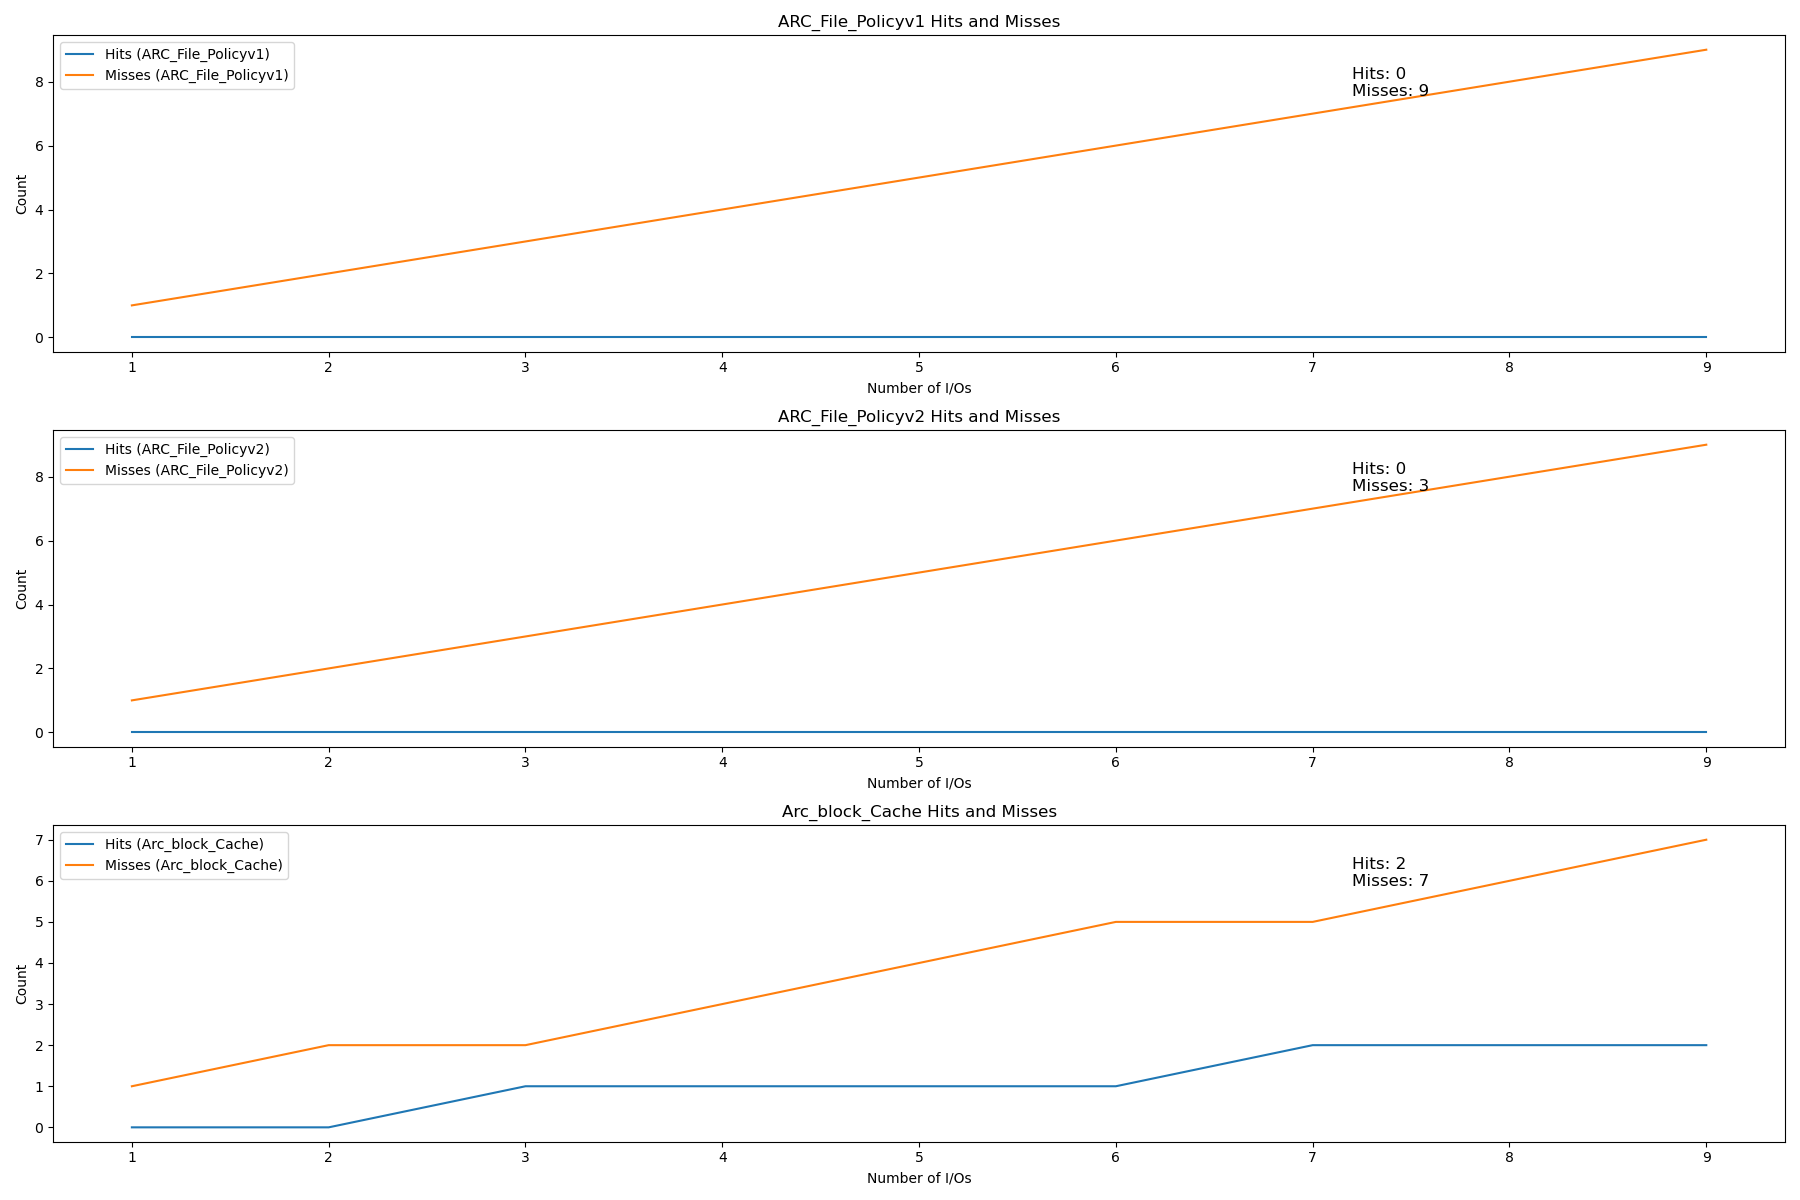 ARC_File_Policyv1 Hits and Misses
Hits (ARC_File_Policyv1)
Misses (ARC_File_Policyv1)
Hits: 0
Misses: 9
Count
8
6
4
2
0
1 2 3 4 5 6 7 8 9
Number of I/Os
ARC_File_Policyv2 Hits and Misses
Hits (ARC_File_Policyv2)
Misses (ARC_File_Policyv2)
Hits: 0
Misses: 3
Count
8
6
4
2
0
1 2 3 4 5 6 7 8 9
Number of I/Os
Arc_block_Cache Hits and Misses
Hits (Arc_block_Cache)
Misses (Arc_block_Cache)
Hits: 2
Misses: 7
Count
7
6
5
4
3
2
1
0
1 2 3 4 5 6 7 8 9
Number of I/Os